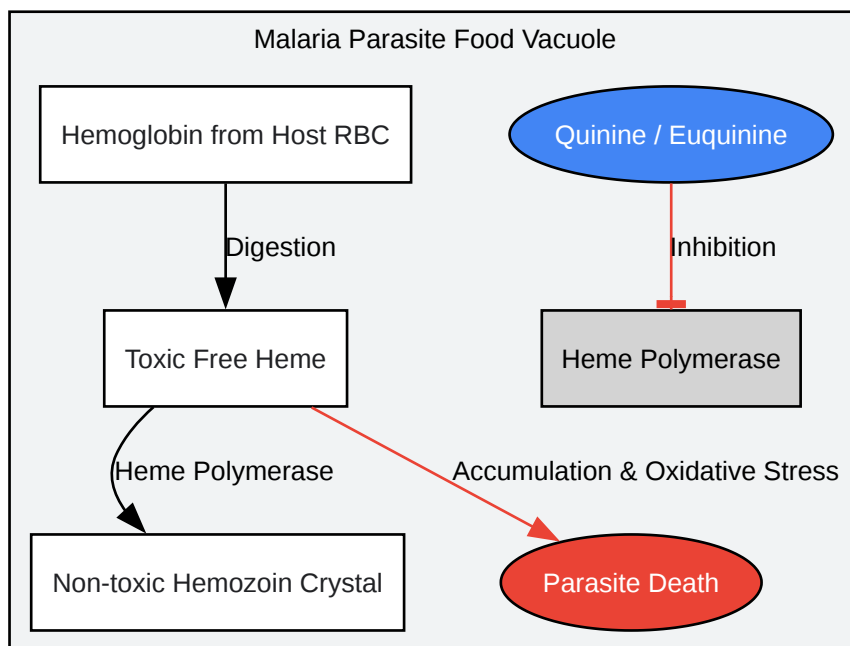 Malaria Parasite Food Vacuole
Hemoglobin from Host RBC
Quinine / Euquinine
Digestion
Inhibition
Toxic Free Heme
Heme Polymerase
Heme Polymerase
Accumulation & Oxidative Stress
Non-toxic Hemozoin Crystal
Parasite Death